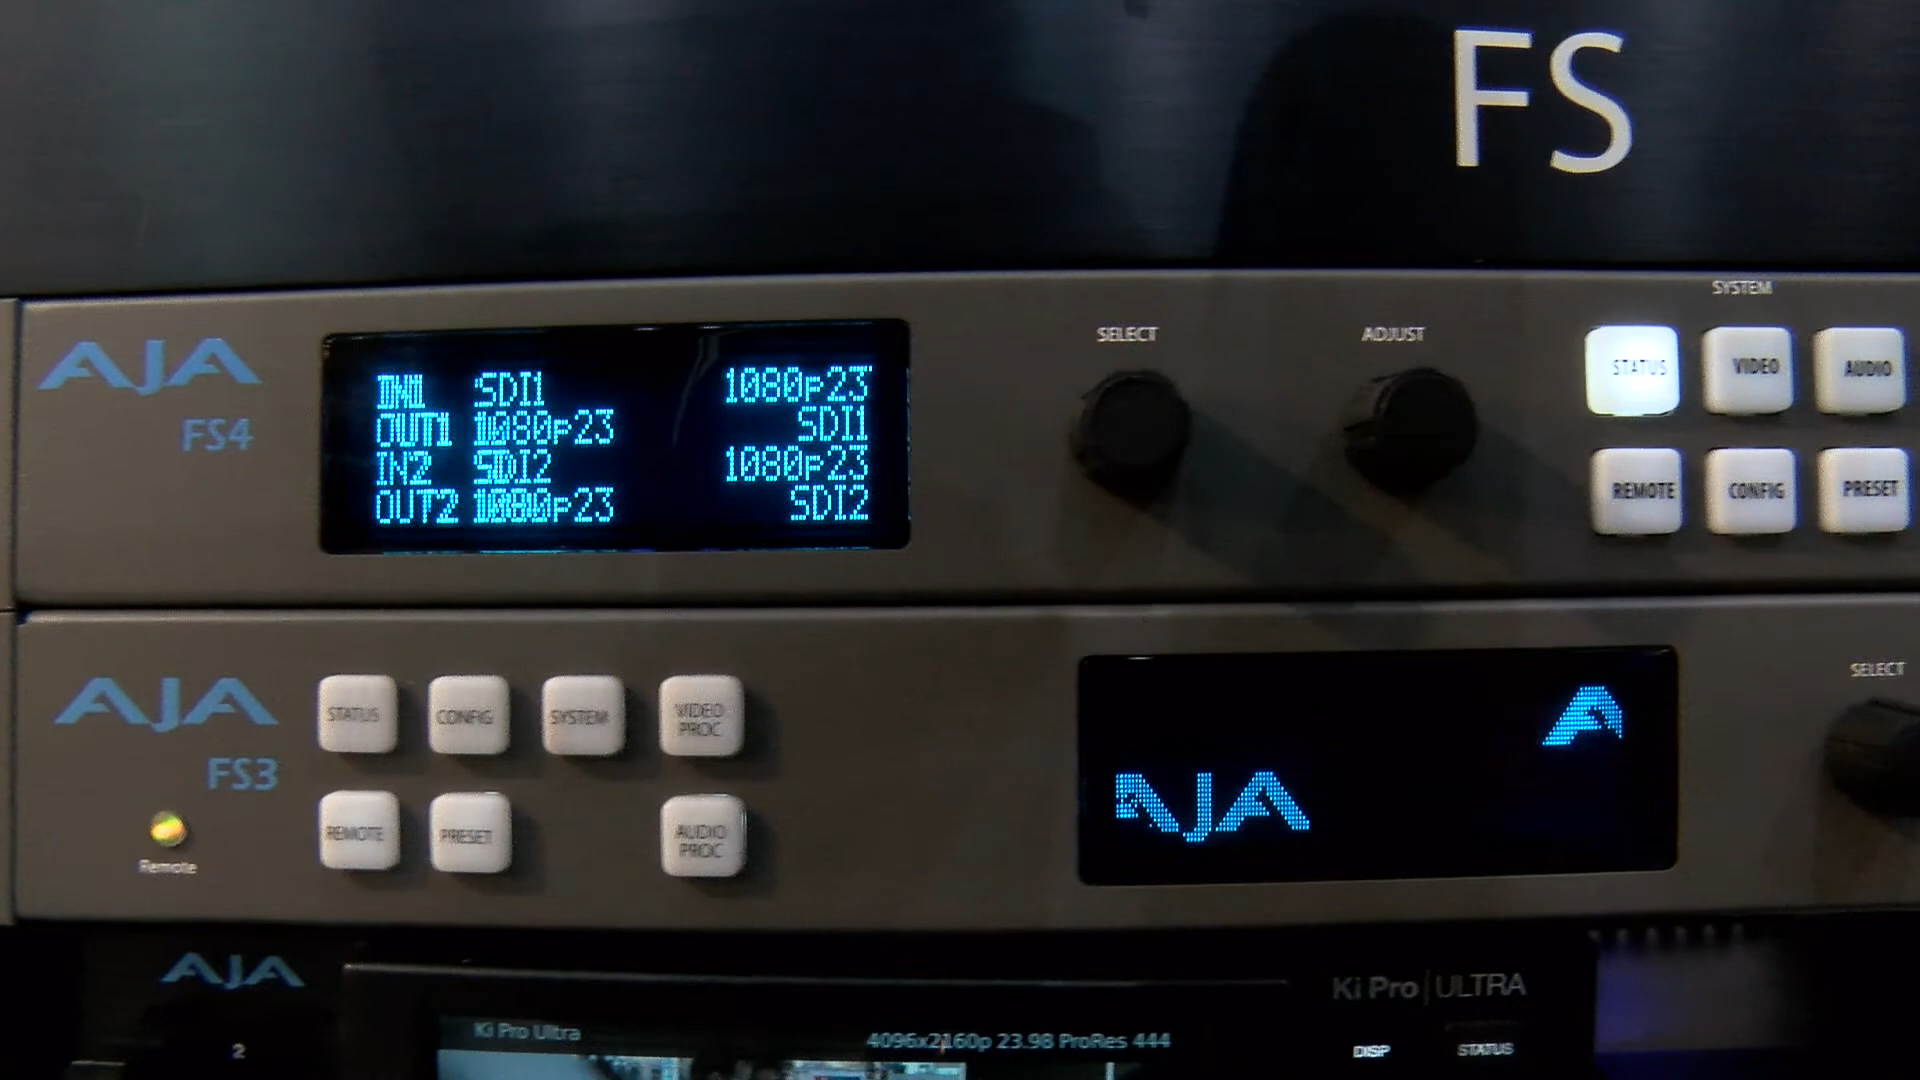 FS
AJA
FS4
IN1 SDI1 1080p23
OUT1 1080p23 SDI1
IN2 SDI2 1080p23
OUT2 1080p23 SDI2
SELECT
ADJUST
SYSTEM
STATUS
VIDEO
AUDIO
REMOTE
CONFIG
PRESET
AJA
FS3
Remote
STATUS
CONFIG
SYSTEM
VIDEO
PROC
REMOTE
PRESET
AUDIO
PROC
A
AJA
SELECT
AJA
2
Ki Pro Ultra
4096x2160p 23.98 ProRes 444
Ki Pro|ULTRA
DISP
STATUS